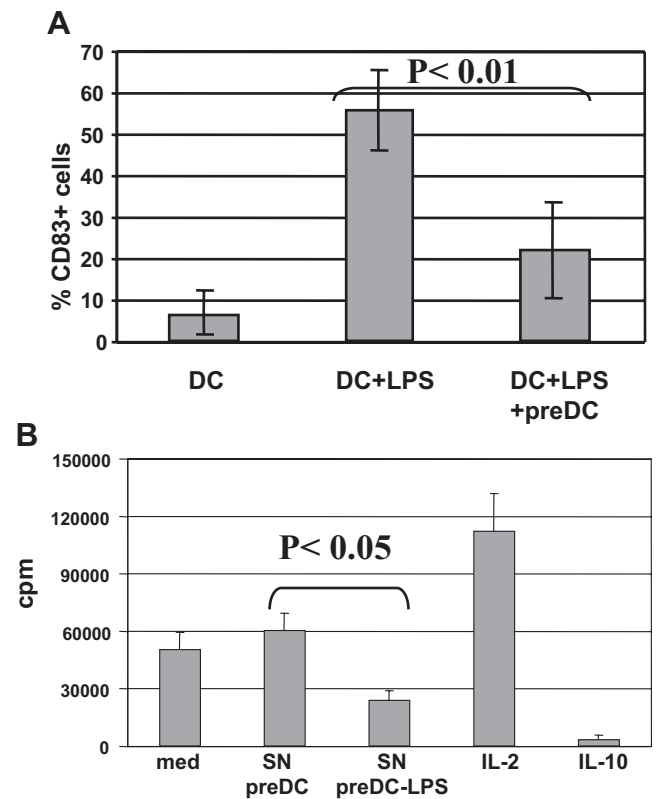 A
70
60
50
40
30
20
10
0
% CD83+ cells
P< 0.01
DC
DC+LPS
DC+LPS
+preDC
B
150000
120000
90000
60000
30000
0
cpm
P< 0.05
med
SN
preDC
SN
preDC-LPS
IL-2
IL-10